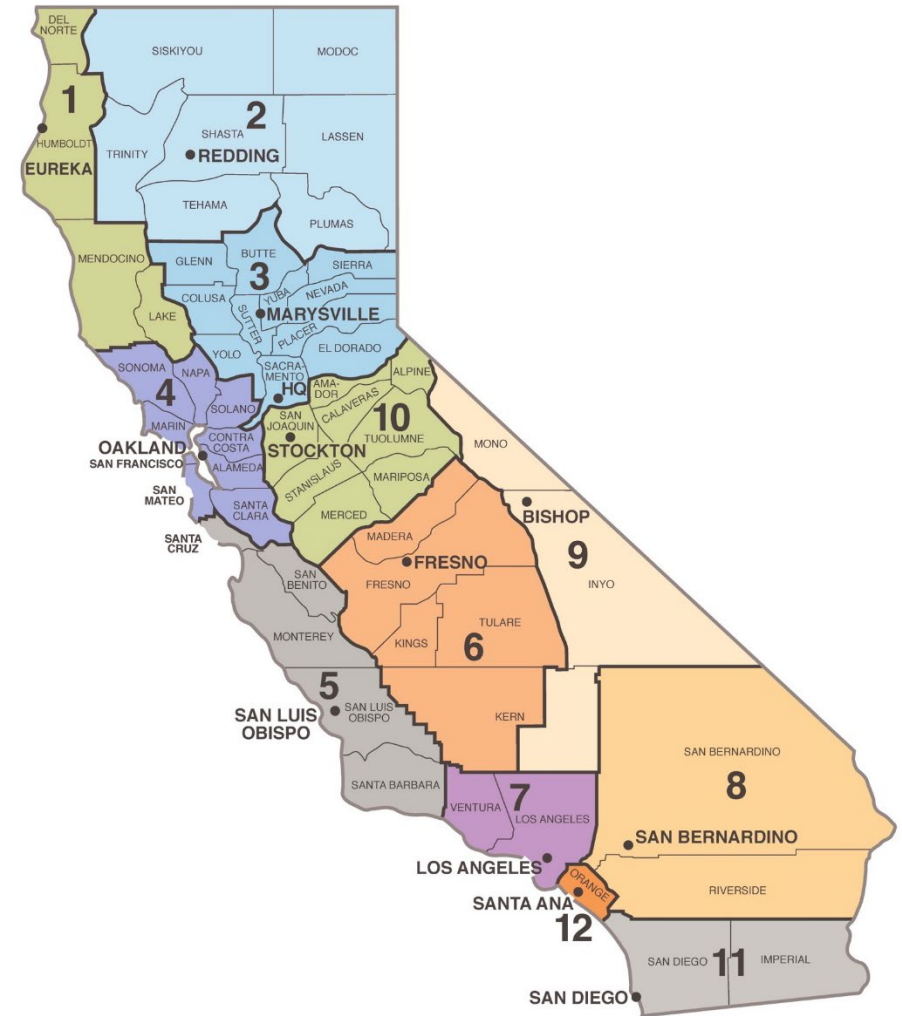 DEL
NORTE
SISKIYOU
MODOC
1
HUMBOLDT
EUREKA
TRINITY
2
SHASTA
REDDING
LASSEN
TEHAMA
PLUMAS
MENDOCINO
LAKE
GLENN
BUTTE
3
SIERRA
COLUSA
YUBA
NEVADA
SUTTER
MARYSVILLE
PLACER
YOLO
EL DORADO
SACRA-
MENTO
HQ
SONOMA
NAPA
4
SOLANO
MARIN
CONTRA
COSTA
OAKLAND
SAN FRANCISCO
ALAMEDA
SAN
MATEO
SANTA
CLARA
SANTA
CRUZ
AMA-
DOR
ALPINE
CALAVERAS
SAN
JOAQUIN
10
STOCKTON
TUOLUMNE
STANISLAUS
MARIPOSA
MERCED
MONO
BISHOP
9
INYO
MADERA
FRESNO
FRESNO
TULARE
KINGS
6
KERN
SAN
BENITO
MONTEREY
5
SAN LUIS
OBISPO
SAN LUIS
OBISPO
SANTA BARBARA
VENTURA
7
LOS ANGELES
LOS ANGELES
SAN BERNARDINO
8
SAN BERNARDINO
RIVERSIDE
ORANGE
SANTA ANA
12
SAN DIEGO
11
IMPERIAL
SAN DIEGO